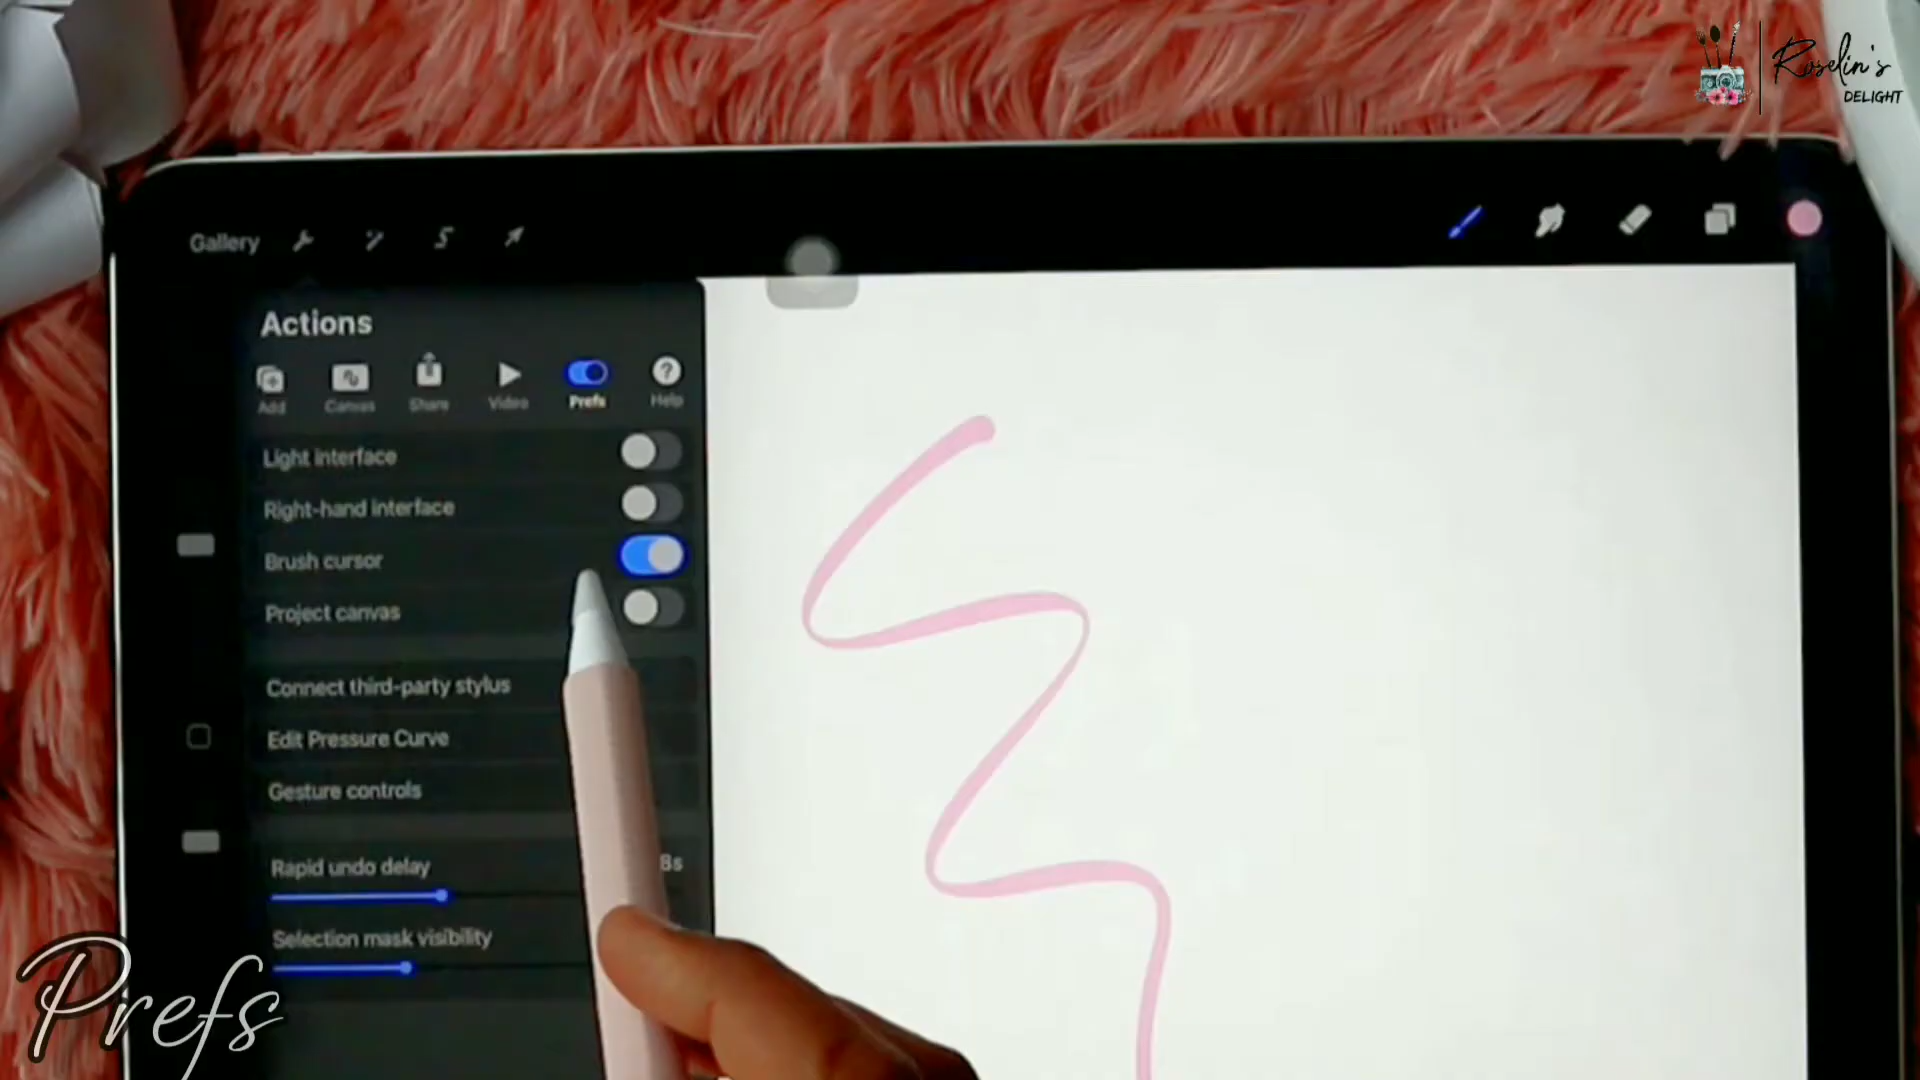 Roselin's
DELIGHT
Gallery
Actions
Add
Canvas
Share
Video
Prefs
Help
Light interface
Right-hand interface
Brush cursor
Project canvas
Connect third-party stylus
Edit Pressure Curve
Gesture controls
Rapid undo delay
8s
Selection mask visibility
Prefs